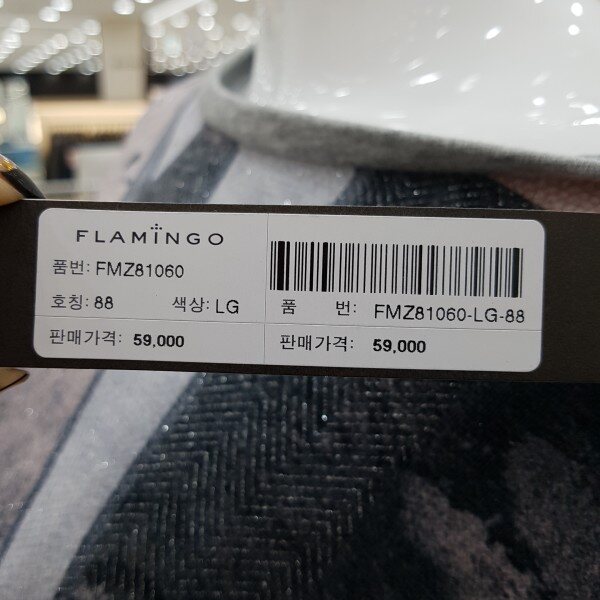 FLAMINGO
품번: FMZ81060
호칭: 88 색상: LG
판매가격: 59,000
품 번: FMZ81060-LG-88
판매가격: 59,000